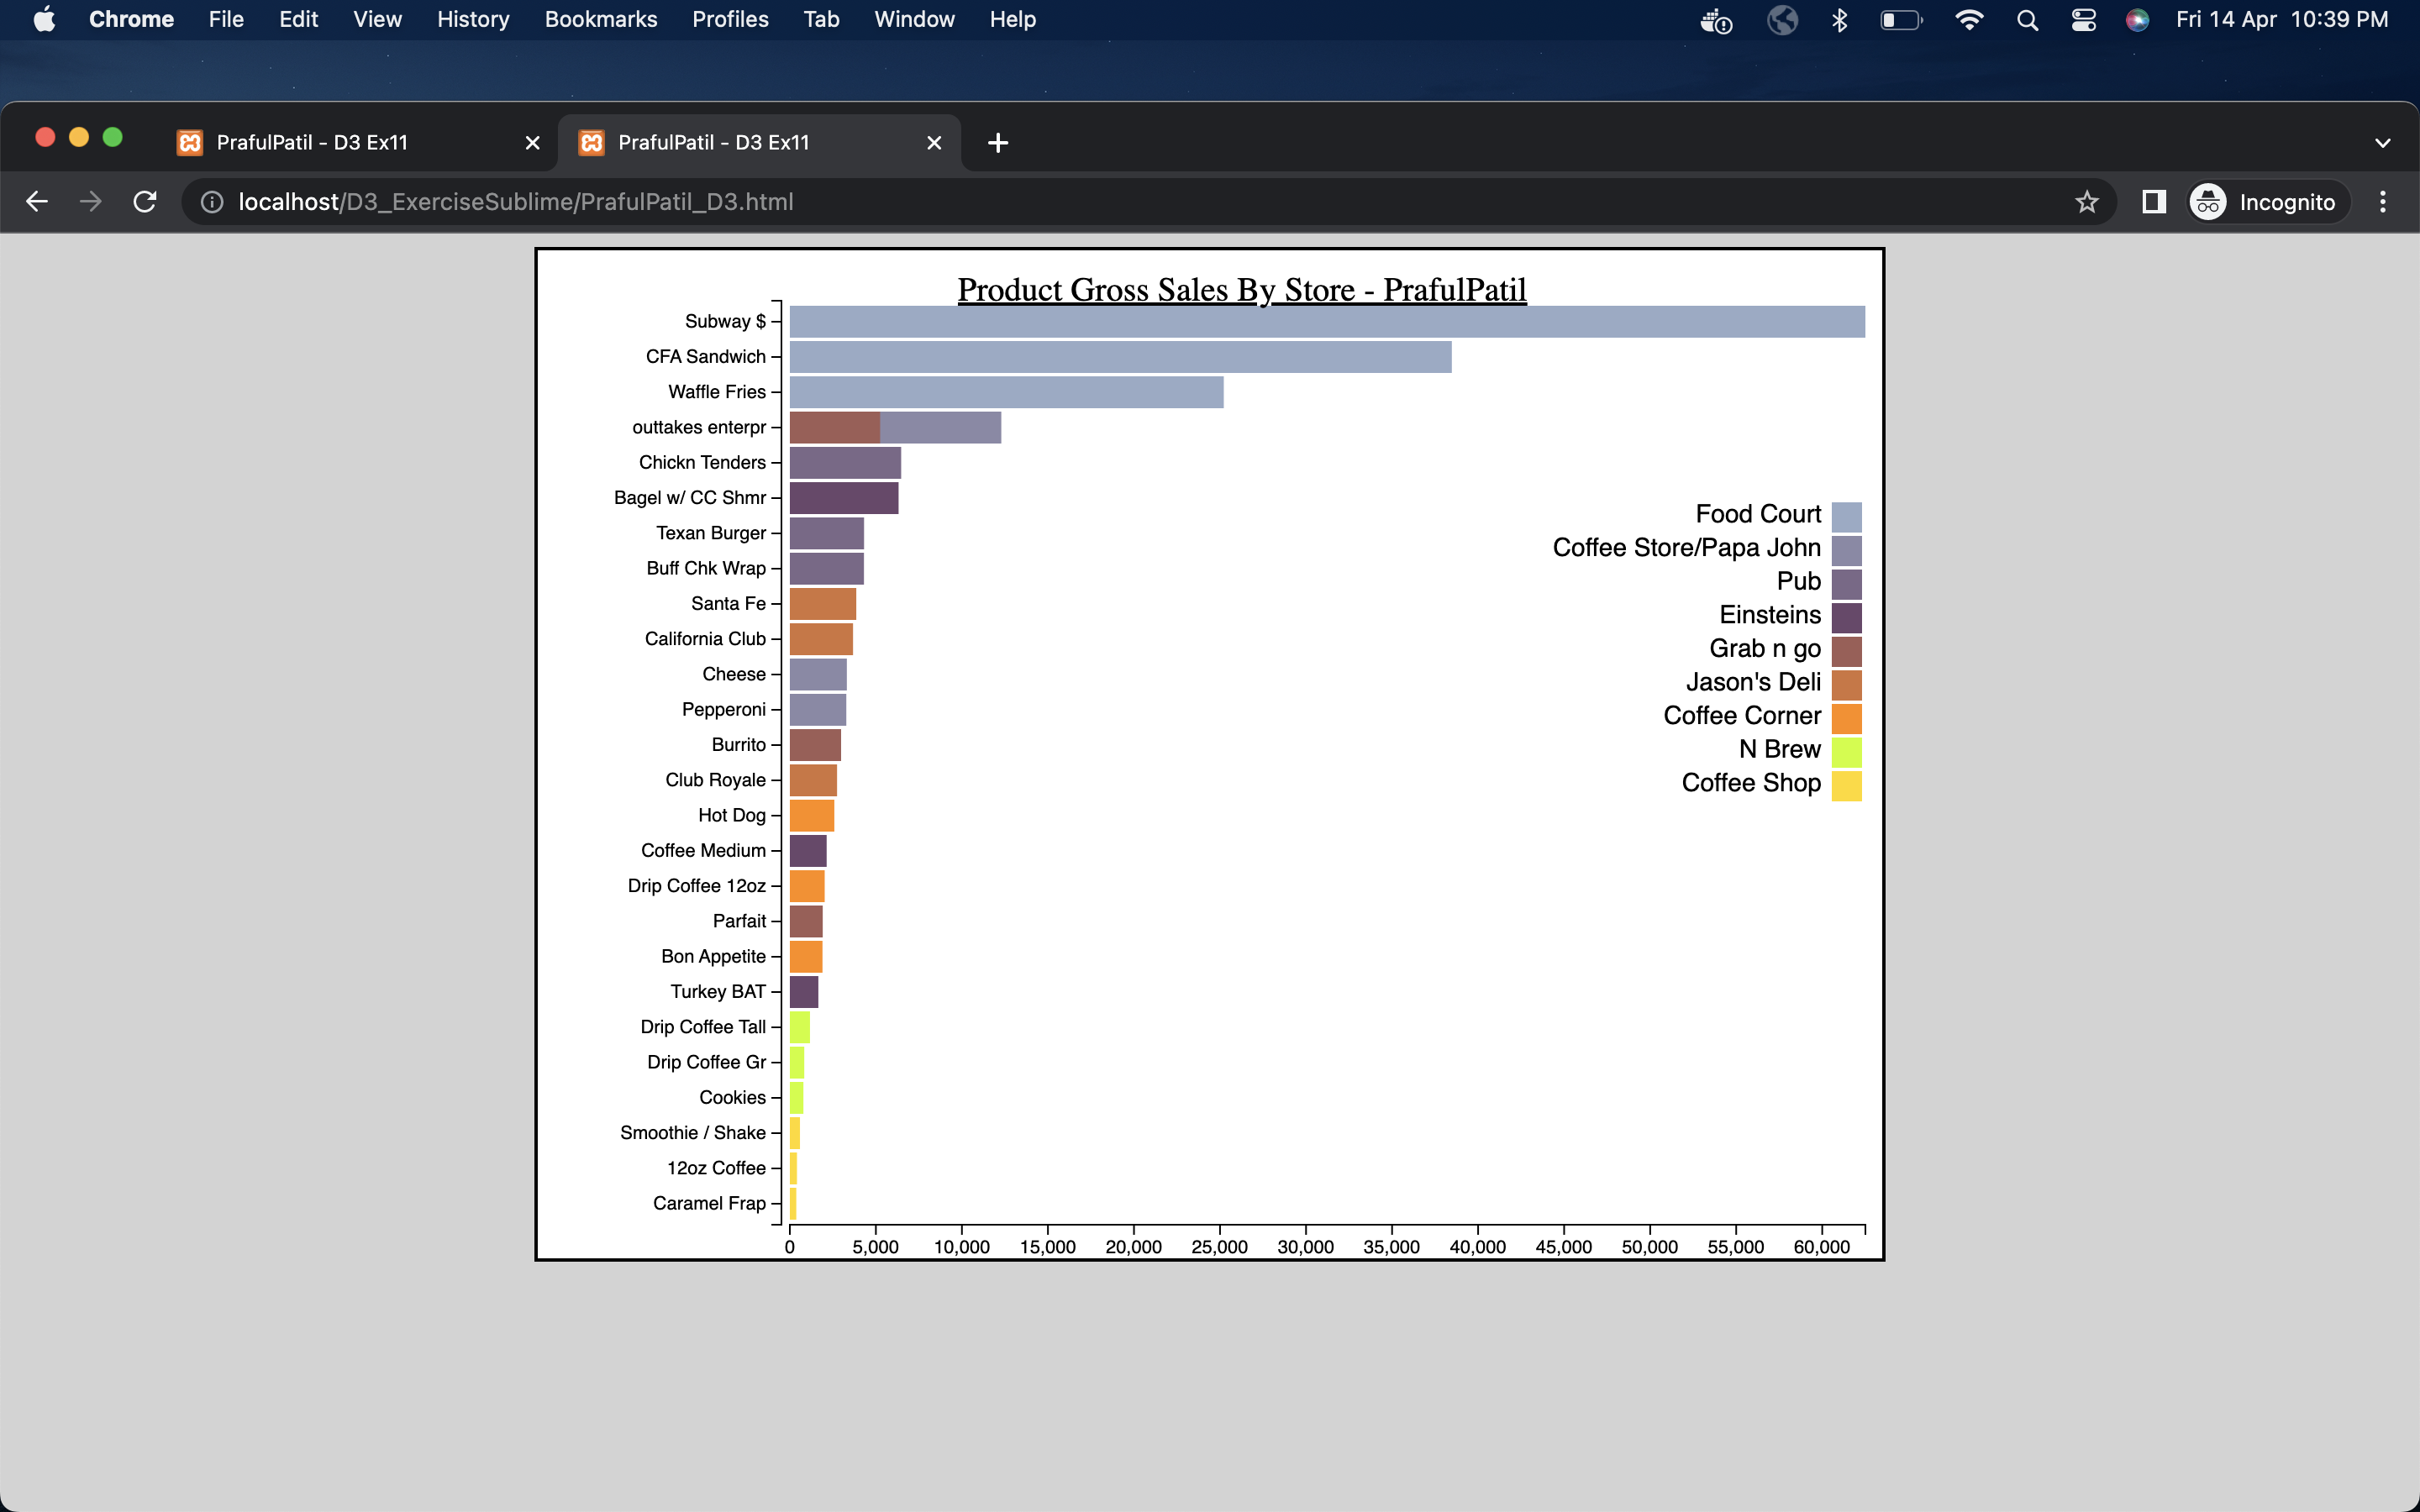 Chrome File Edit View History Bookmarks Profiles Tab Window Help Fri 14 Apr 10:39 PM
PrafulPatil - D3 Ex11 PrafulPatil - D3 Ex11
localhost/D3_ExerciseSublime/PrafulPatil_D3.html Incognito
Product Gross Sales By Store - PrafulPatil
Subway $
CFA Sandwich
Waffle Fries
outtakes enterpr
Chickn Tenders
Bagel w/ CC Shmr
Texan Burger
Buff Chk Wrap
Santa Fe
California Club
Cheese
Pepperoni
Burrito
Club Royale
Hot Dog
Coffee Medium
Drip Coffee 12oz
Parfait
Bon Appetite
Turkey BAT
Drip Coffee Tall
Drip Coffee Gr
Cookies
Smoothie / Shake
12oz Coffee
Caramel Frap
0 5,000 10,000 15,000 20,000 25,000 30,000 35,000 40,000 45,000 50,000 55,000 60,000
Food Court
Coffee Store/Papa John
Pub
Einsteins
Grab n go
Jason's Deli
Coffee Corner
N Brew
Coffee Shop